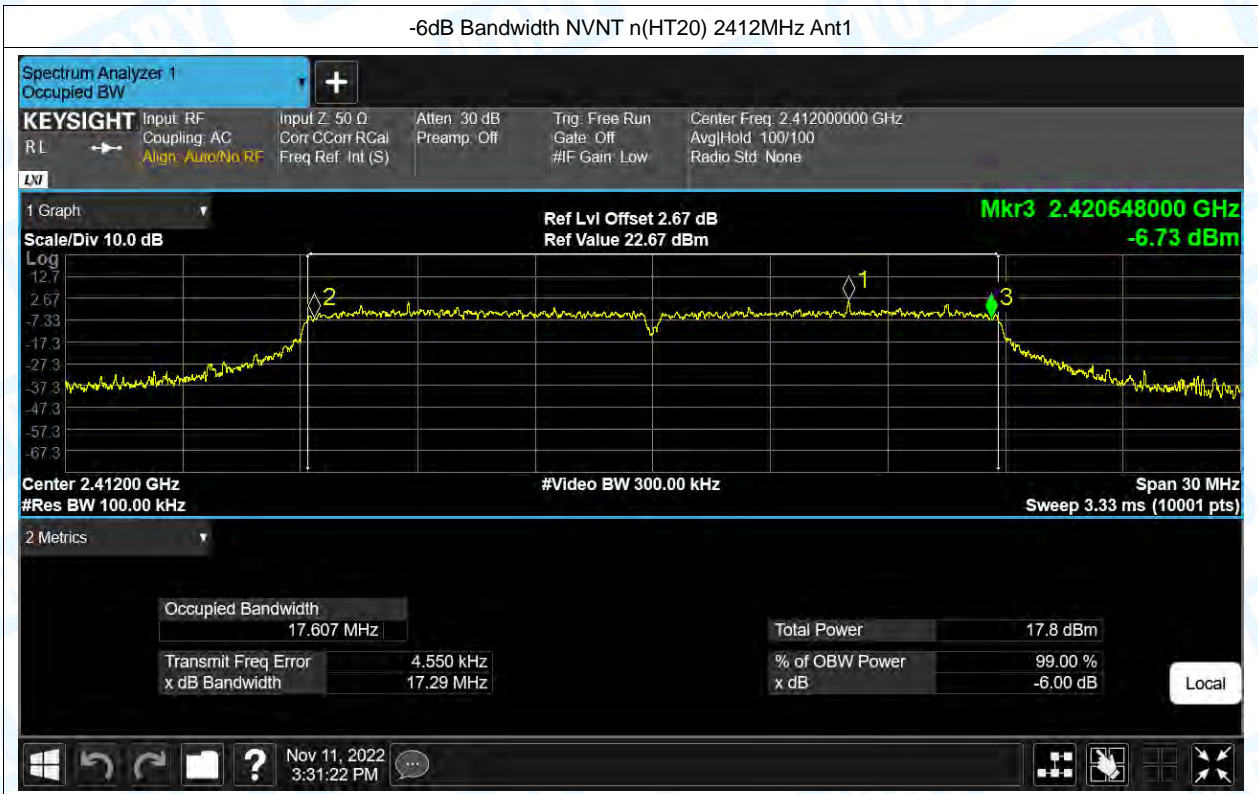 -6dB Bandwidth NVNT n(HT20) 2412MHz Ant1
Spectrum Analyzer 1
Occupied BW
+
KEYSIGHT
R L
LXI
Input: RF
Coupling: AC
Align: Auto/No RF
Input Z: 50 Ω
Corr CCorr RCal
Freq Ref: Int (S)
Atten: 30 dB
Preamp: Off
Trig: Free Run
Gate: Off
#IF Gain: Low
Center Freq: 2.412000000 GHz
Avg|Hold: 100/100
Radio Std: None
1 Graph
Scale/Div 10.0 dB
Ref Lvl Offset 2.67 dB
Ref Value 22.67 dBm
Mkr3 2.420648000 GHz
-6.73 dBm
Log
12.7
2.67
-7.33
-17.3
-27.3
-37.3
-47.3
-57.3
-67.3
2
1
3
Center 2.41200 GHz
#Res BW 100.00 kHz
#Video BW 300.00 kHz
Span 30 MHz
Sweep 3.33 ms (10001 pts)
2 Metrics
Occupied Bandwidth
17.607 MHz
Transmit Freq Error 4.550 kHz
x dB Bandwidth 17.29 MHz
Total Power 17.8 dBm
% of OBW Power 99.00 %
x dB -6.00 dB
Local
?
Nov 11, 2022
3:31:22 PM